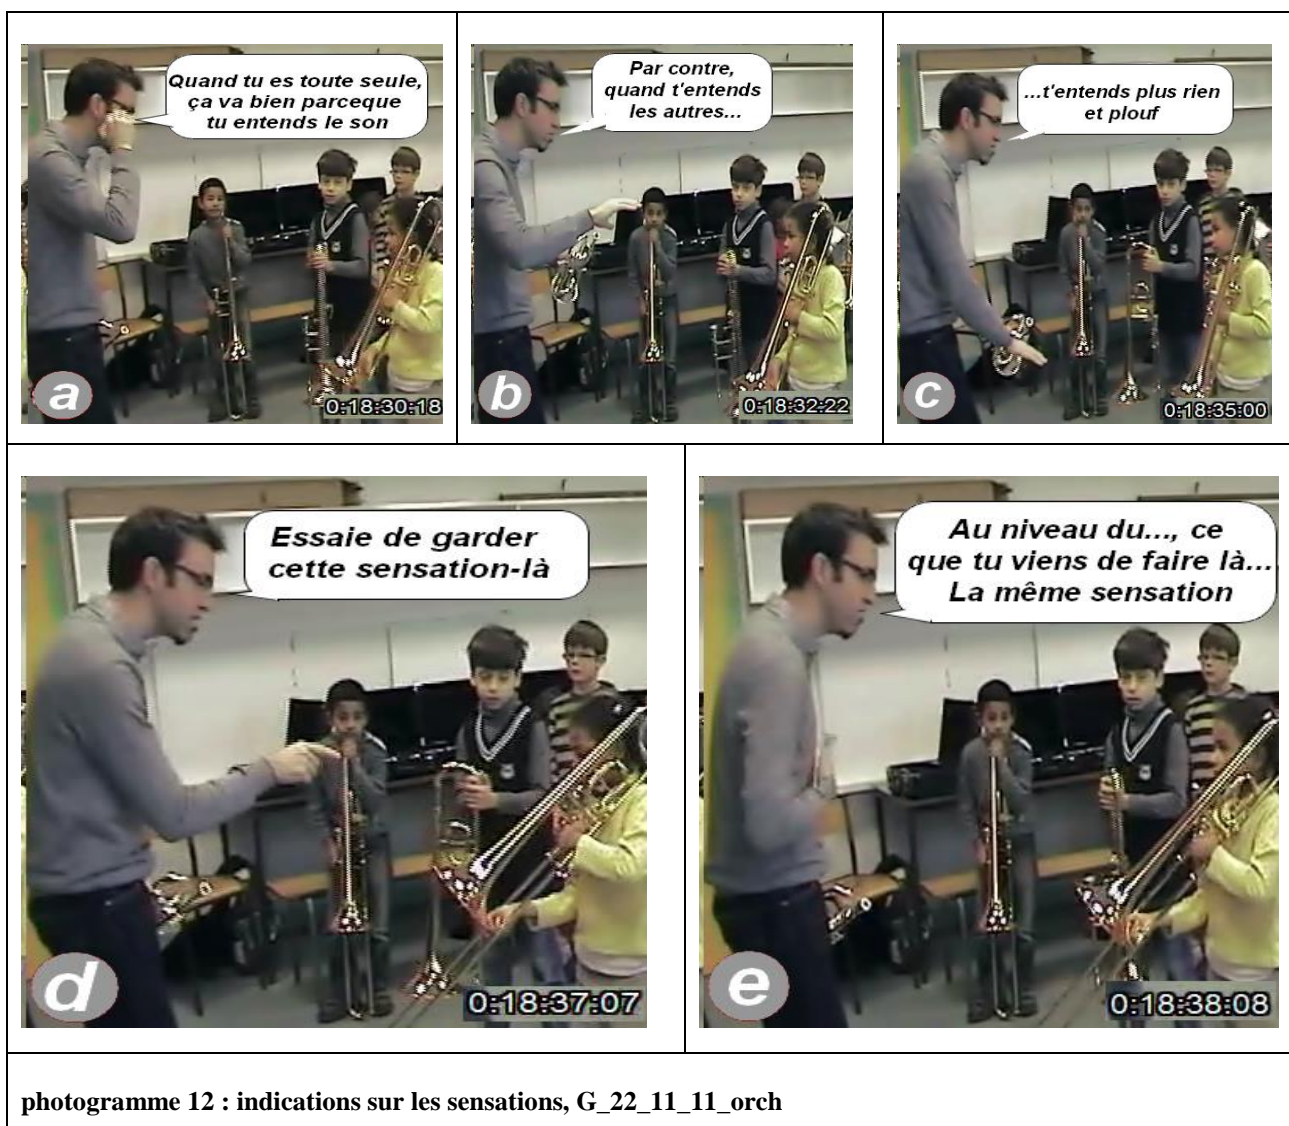 Quand tu es toute seule,
ça va bien parceque
tu entends le son
a
0:18:30:18
Par contre,
quand t'entends
les autres...
b
0:18:32:22
...t'entends plus rien
et plouf
c
0:18:35:00
Essaie de garder
cette sensation-là
d
0:18:37:07
Au niveau du..., ce
que tu viens de faire là...
La même sensation
e
0:18:38:08
photogramme 12 : indications sur les sensations, G_22_11_11_orch